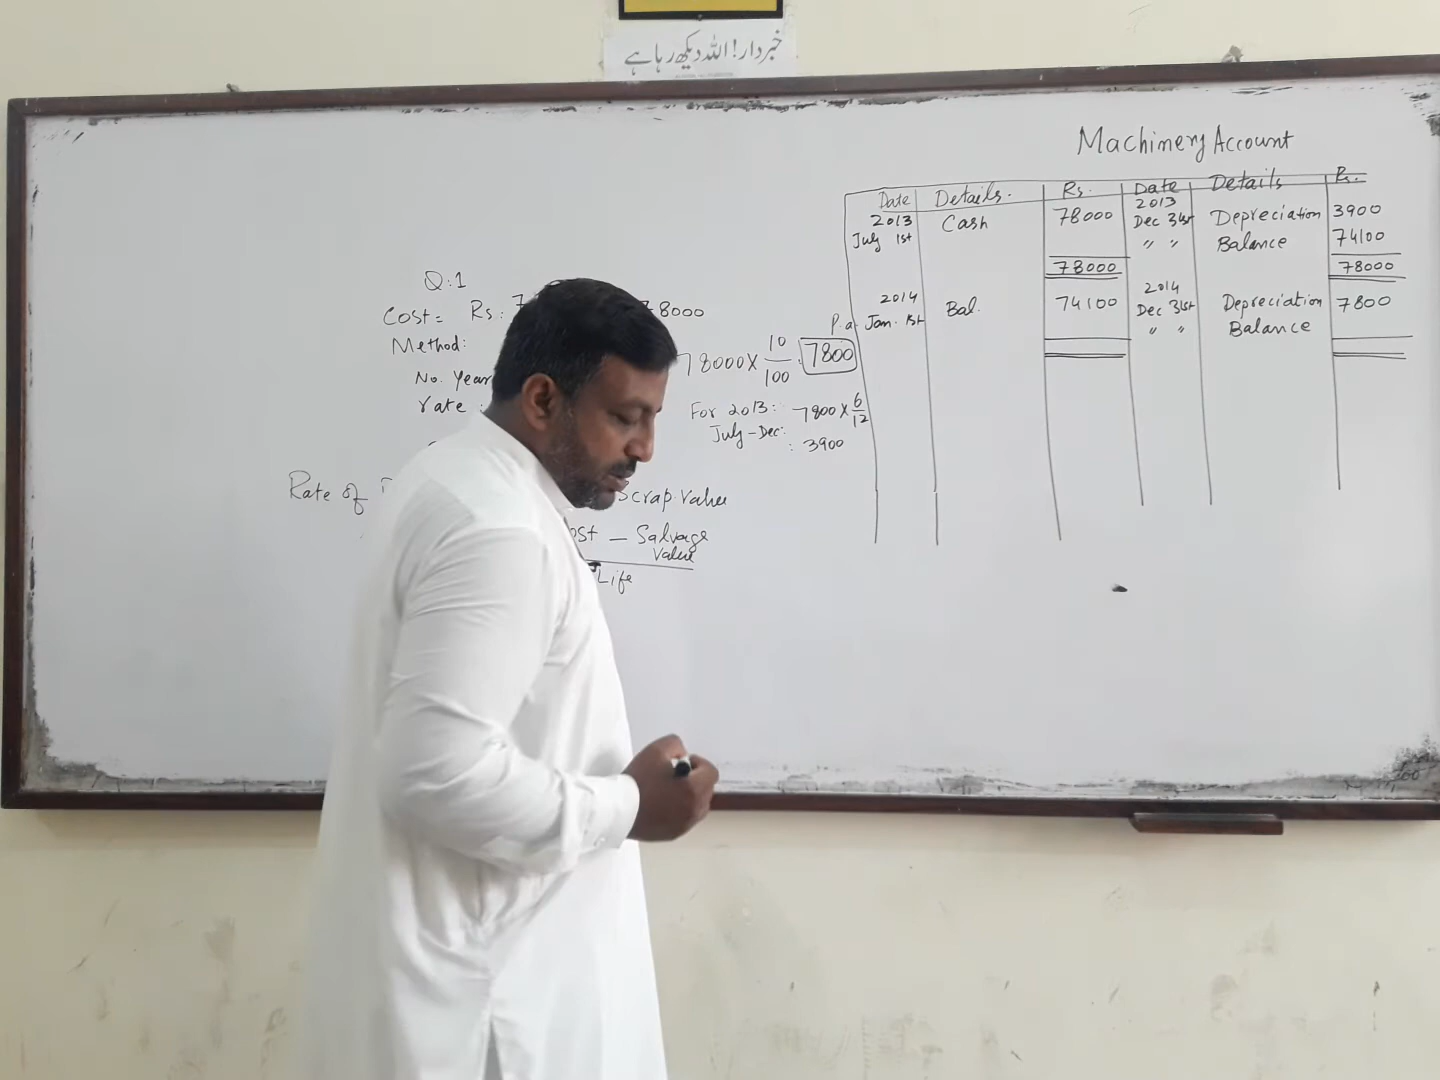 خبردار! اللہ دیکھ رہا ہے
Machinery Account
Date Details. Rs. Date Details Rs.
2013 Cash 78000 2013 Depreciation 3900
July 1st Dec 31st
" " Balance 74100
78000 78000
2014 Bal. 74100 2014 Depreciation 7800
Jan. 1st Dec 31st
" " Balance
Q:1
Cost= Rs: 78000
Method:
No. Year
rate :
P.a
78000 X 10/100 : 7800
For 2013: 7800 X 6/12
July-Dec: : 3900
Rate of
Scrap value
— Salvage Value
Life